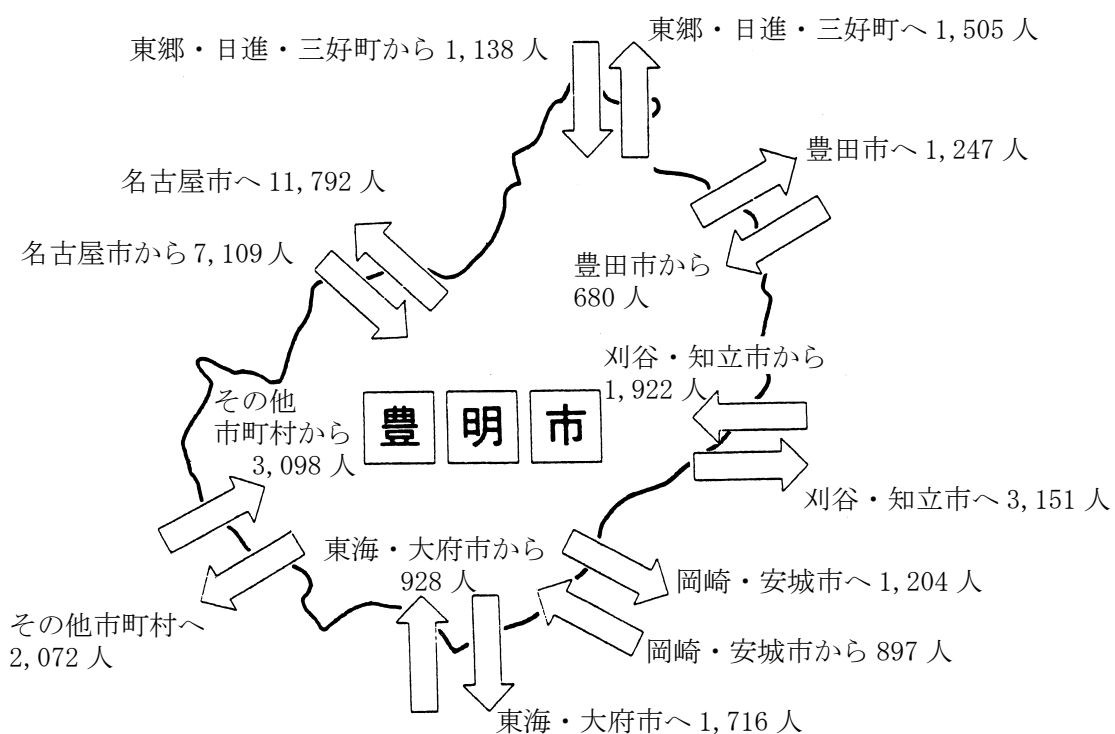 東郷・日進・三好町から 1,138 人
東郷・日進・三好町へ 1,505 人
豊田市へ 1,247 人
名古屋市へ 11,792 人
名古屋市から 7,109 人
豊田市から
680 人
刈谷・知立市から
1,922 人
その他
市町村から
3,098 人
豊明市
刈谷・知立市へ 3,151 人
東海・大府市から
928 人
岡崎・安城市へ 1,204 人
その他市町村へ
2,072 人
岡崎・安城市から 897 人
東海・大府市へ 1,716 人